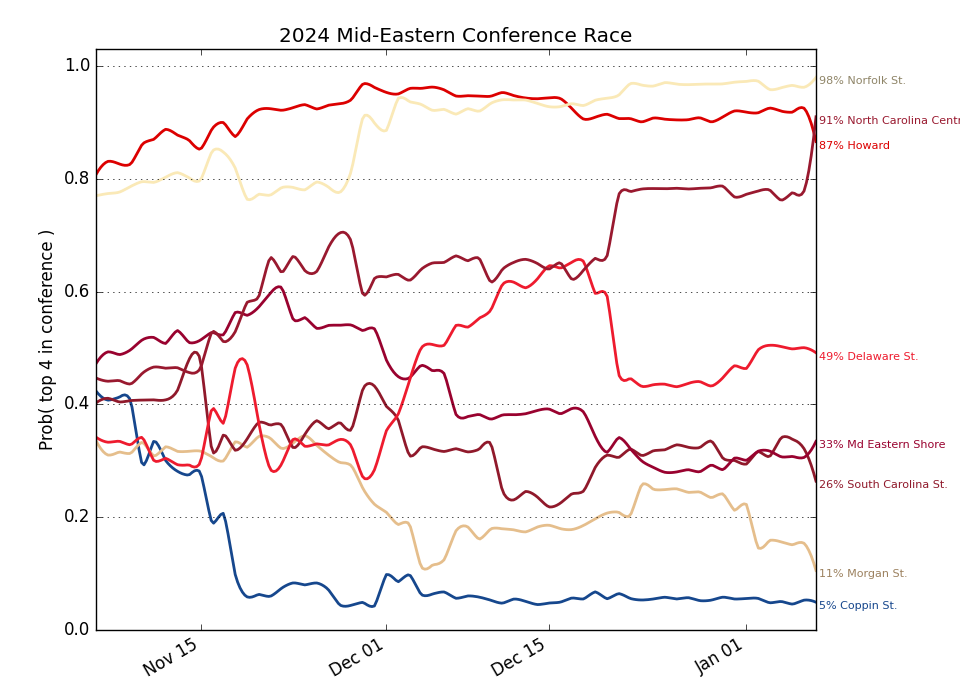 2024 Mid-Eastern Conference Race
1.0
0.8
0.6
0.4
0.2
0.0
Prob( top 4 in conference )
Nov 15
Dec 01
Dec 15
Jan 01
98% Norfolk St.
91% North Carolina Centr
87% Howard
49% Delaware St.
33% Md Eastern Shore
26% South Carolina St.
11% Morgan St.
5% Coppin St.